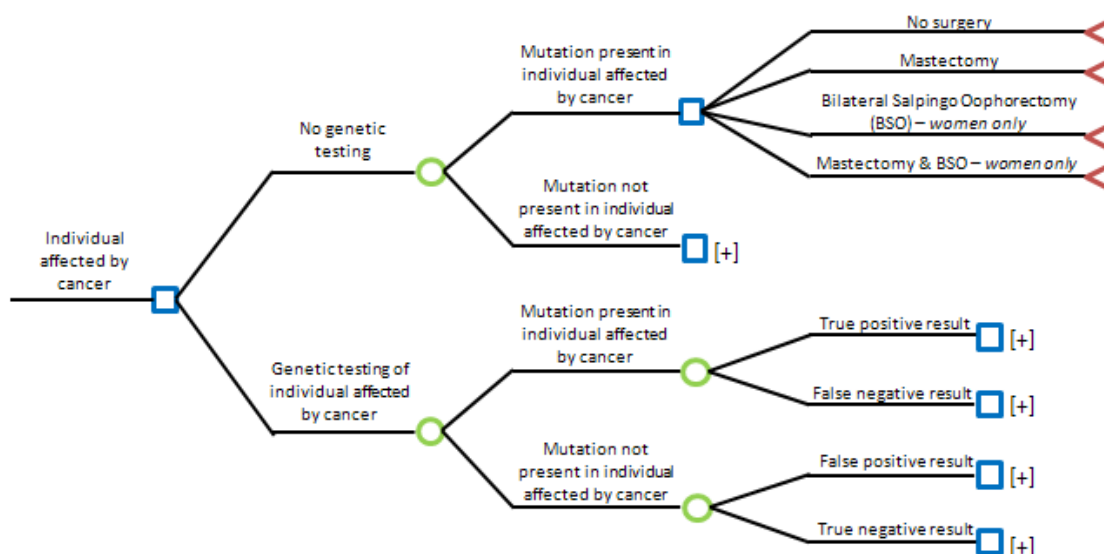 Individual
affected by
cancer
No genetic
testing
Mutation present in
individual affected
by cancer
No surgery
Mastectomy
Bilateral Salpingo Oophorectomy
(BSO) – women only
Mastectomy & BSO – women only
Mutation not
present in individual
affected by cancer
[+]
Genetic testing of
individual affected
by cancer
Mutation present in
individual affected
by cancer
True positive result
[+]
False negative result
[+]
Mutation not
present in individual
affected by cancer
False positive result
[+]
True negative result
[+]